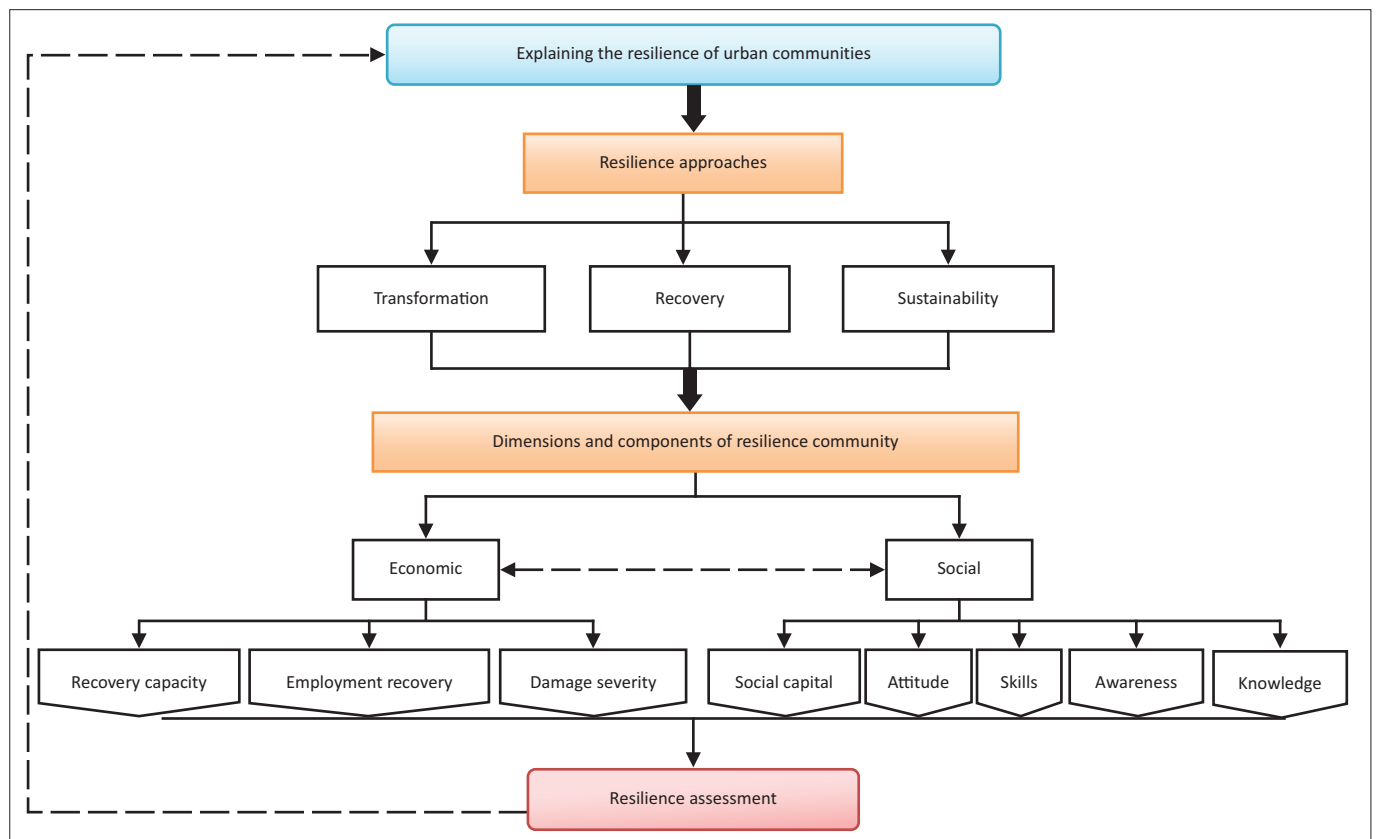 Explaining the resilience of urban communities
Resilience approaches
Transformation
Recovery
Sustainability
Dimensions and components of resilience community
Economic
Social
Recovery capacity
Employment recovery
Damage severity
Social capital
Attitude
Skills
Awareness
Knowledge
Resilience assessment